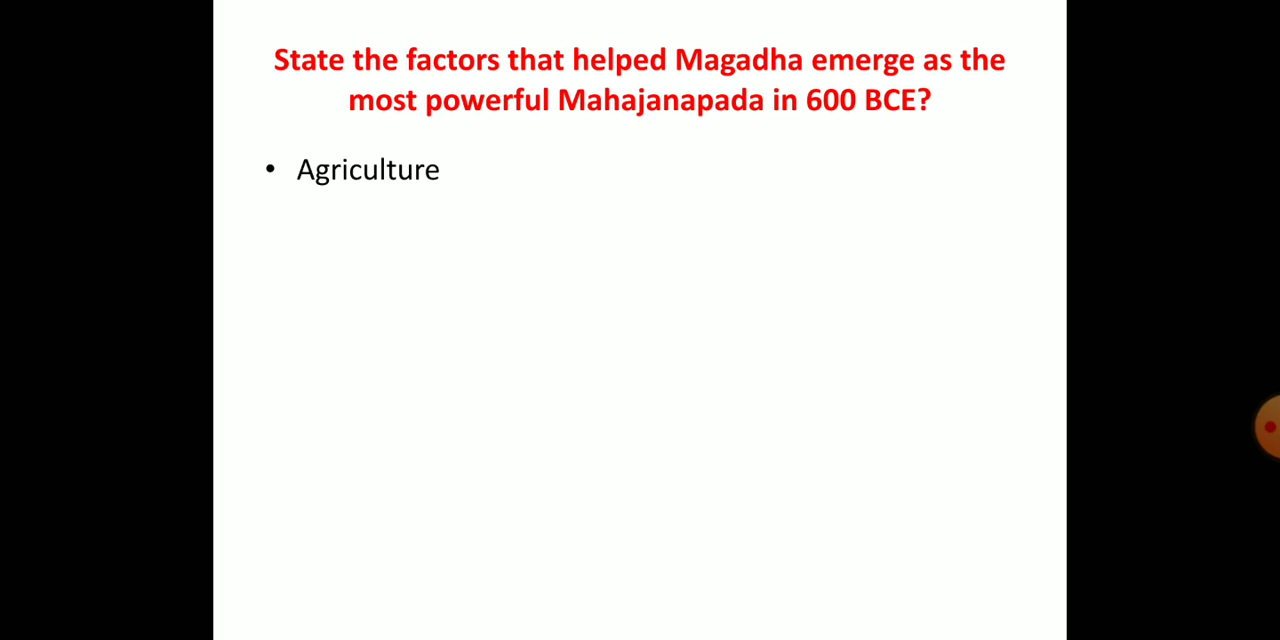 State the factors that helped Magadha emerge as the
most powerful Mahajanapada in 600 BCE?
• Agriculture